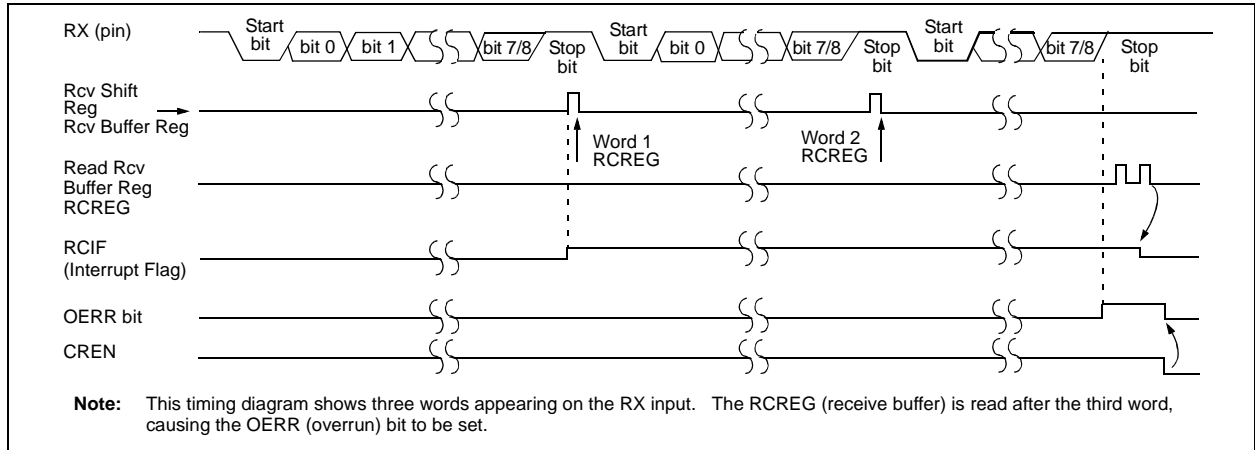 RX (pin)
Start
bit
bit 0
bit 1
bit 7/8
Stop
bit
Start
bit
bit 0
bit 7/8
Stop
bit
Start
bit
bit 7/8
Stop
bit
Rcv Shift
Reg
Rcv Buffer Reg
Word 1
RCREG
Word 2
RCREG
Read Rcv
Buffer Reg
RCREG
RCIF
(Interrupt Flag)
OERR bit
CREN
Note: This timing diagram shows three words appearing on the RX input. The RCREG (receive buffer) is read after the third word,
causing the OERR (overrun) bit to be set.